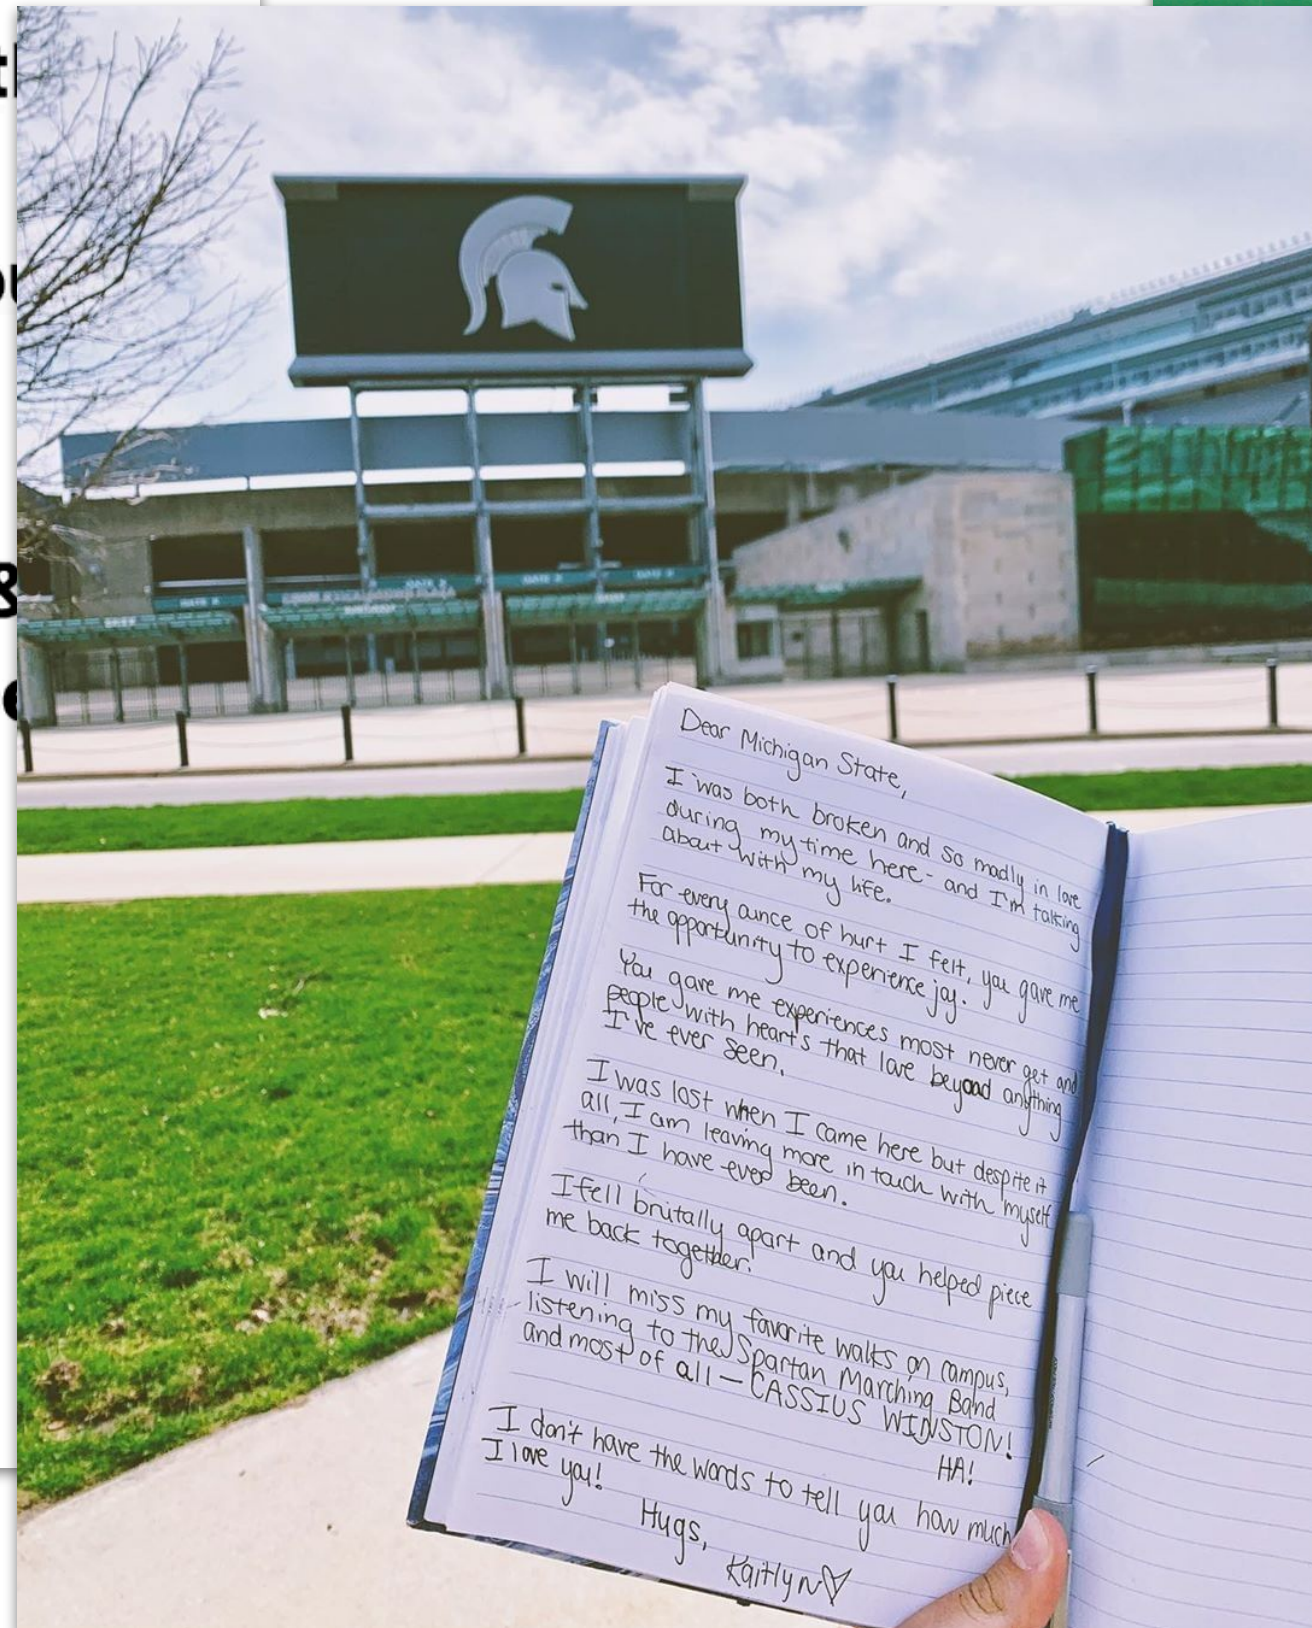 Dear Michigan State,
I was both broken and so madly in love
during my time here - and I'm talking
about with my life.
For every ounce of hurt I felt, you gave me
the opportunity to experience joy.
You gave me experiences most never get and
people with hearts that love beyond anything
I've ever seen.
I was lost when I came here but despite it
all, I am leaving more in touch with myself
than I have ever been.
I fell brutally apart and you helped piece
me back together.
I will miss my favorite walks on campus,
listening to the Spartan Marching Band
and most of all — CASSIUS WINSTON!
HA!
I don't have the words to tell you how much
I love you!
Hugs,
Kaitlyn